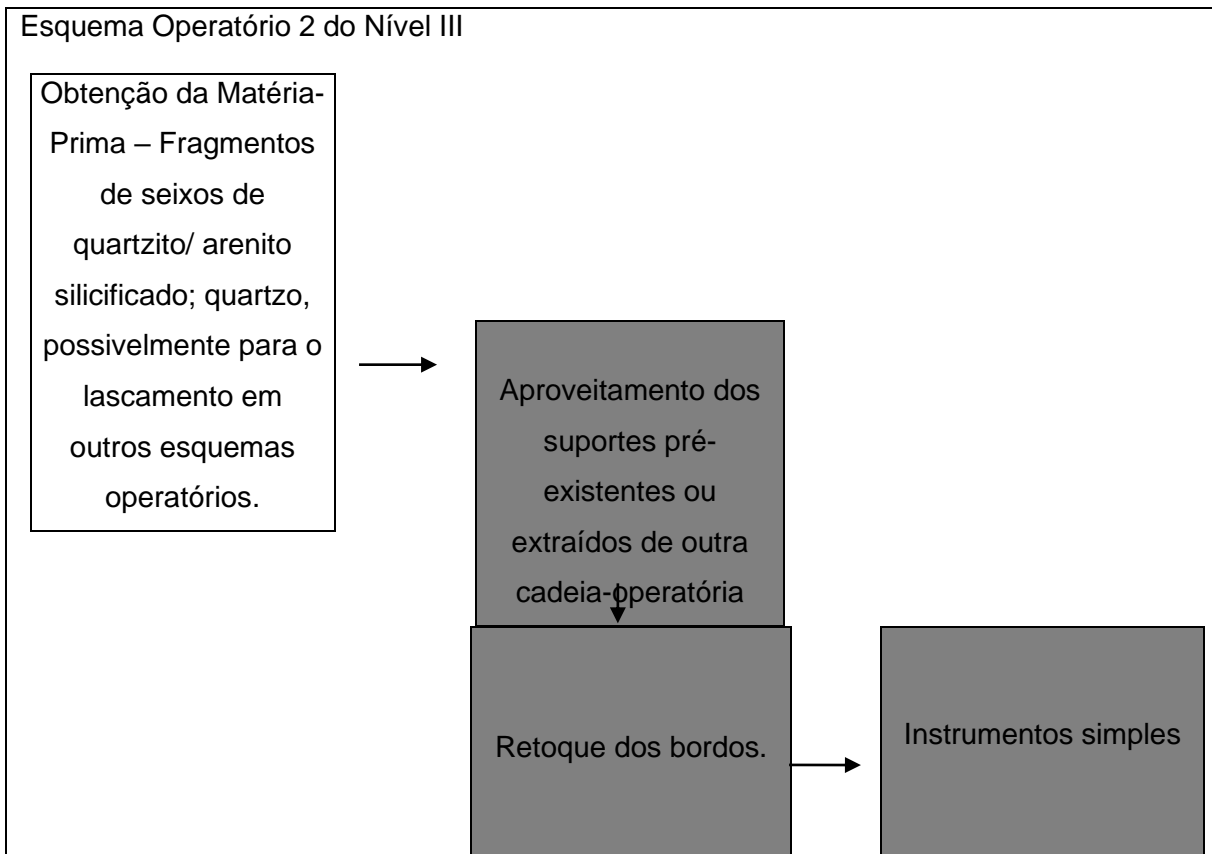 Esquema Operatório 2 do Nível III
Obtenção da Matéria-
Prima – Fragmentos
de seixos de
quartzito/ arenito
silicificado; quartzo,
possivelmente para o
lascamento em
outros esquemas
operatórios.
Aproveitamento dos
suportes pré-
existentes ou
extraídos de outra
cadeia-operatória
Retoque dos bordos.
Instrumentos simples